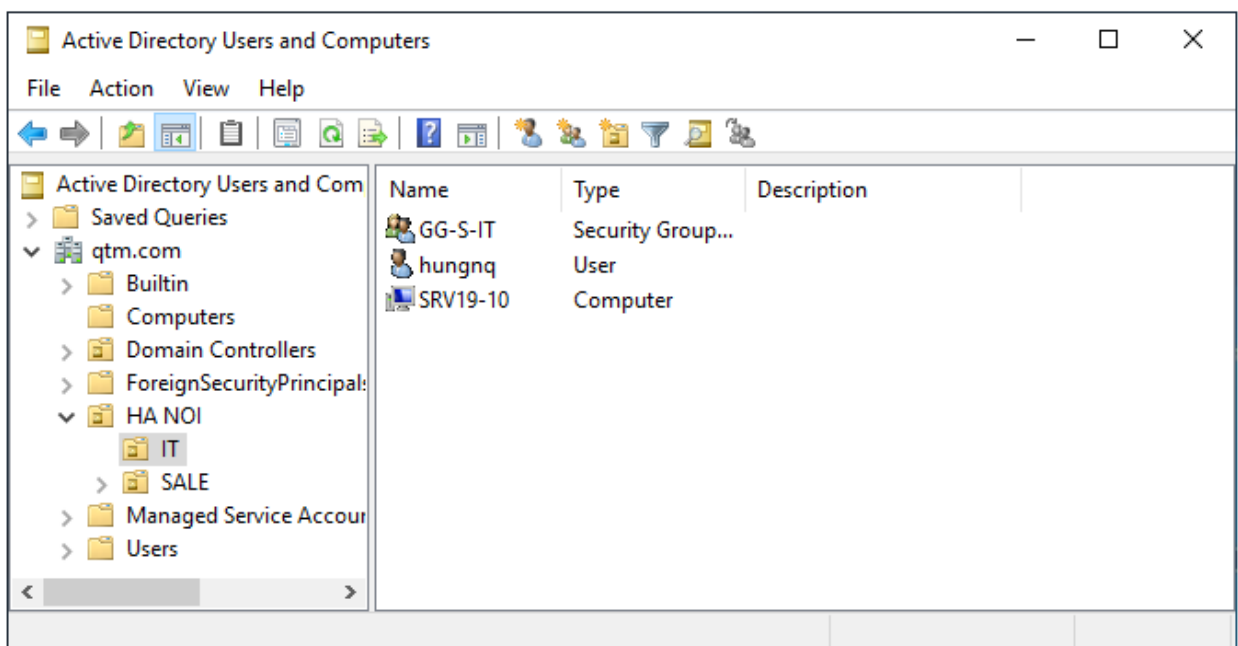 Active Directory Users and Computers
File Action View Help
Active Directory Users and Com
Saved Queries
qtm.com
Builtin
Computers
Domain Controllers
ForeignSecurityPrincipals
HA NOI
IT
SALE
Managed Service Accour
Users
Name Type Description
GG-S-IT Security Group...
hungnq User
SRV19-10 Computer